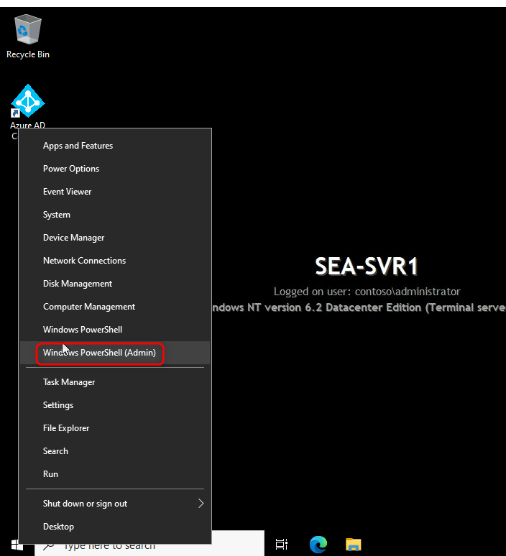 Recycle Bin
Azure AD
C
Apps and Features
Power Options
Event Viewer
System
Device Manager
Network Connections
Disk Management
Computer Management
Windows PowerShell
Windows PowerShell (Admin)
Task Manager
Settings
File Explorer
Search
Run
Shut down or sign out
Desktop
SEA-SVR1
Logged on user: contoso\administrator
ndows NT version 6.2 Datacenter Edition (Terminal serve
Type here to search